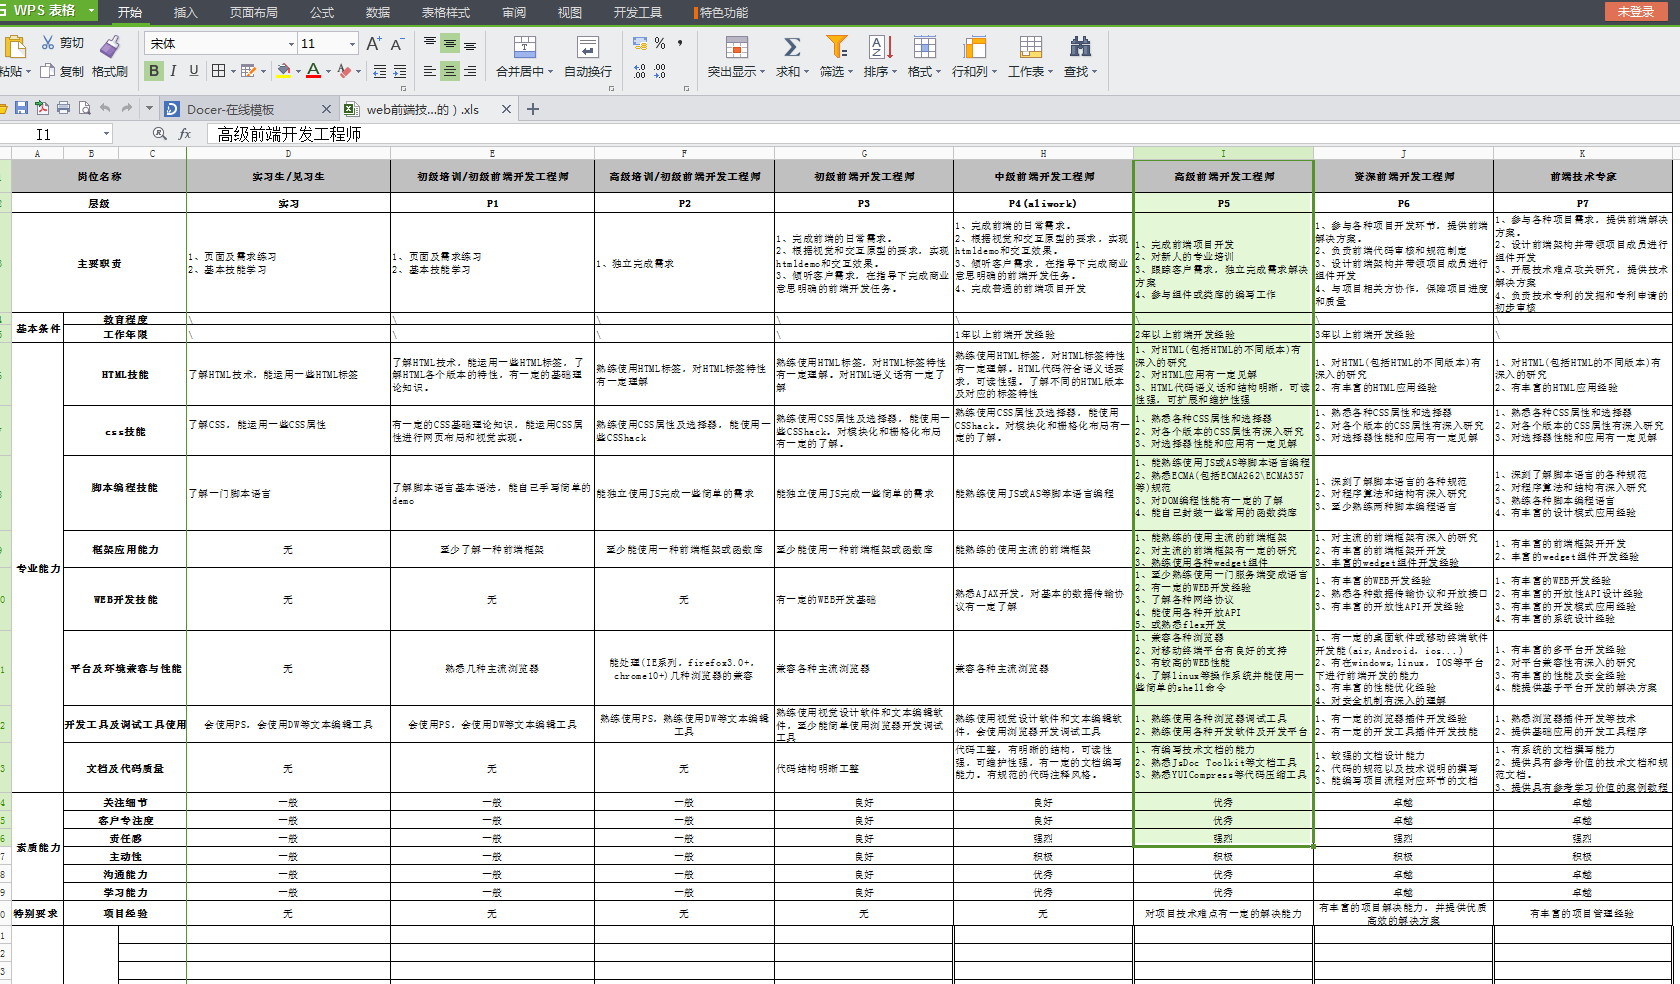 WPS 表格 开始 插入 页面布局 公式 数据 表格样式 审阅 视图 开发工具 特色功能 未登录
剪切 宋体 11
粘贴 复制 格式刷 B I U 合并居中 自动换行 突出显示 求和 筛选 排序 格式 行和列 工作表 查找
Docer-在线模板 web前端技...的）.xls
I1 fx 高级前端开发工程师
A B C D E F G H I J K
岗位名称 实习生/见习生 初级培训/初级前端开发工程师 高级培训/初级前端开发工程师 初级前端开发工程师 中级前端开发工程师 高级前端开发工程师 资深前端开发工程师 前端技术专家
层级 实习 P1 P2 P3 P4(aliwork) P5 P6 P7
主要职责
1、页面及需求练习
2、基本技能学习
1、页面及需求练习
2、基本技能学习
1、独立完成需求
1、完成前端的日常需求。
2、根据视觉和交互原型的要求，实现
htmldemo和交互效果。
3、倾听客户需求，在指导下完成商业
意思明确的前端开发任务。
1、完成前端的日常需求。
2、根据视觉和交互原型的要求，实现
htmldemo和交互效果。
3、倾听客户需求，在指导下完成商业
意思明确的前端开发任务。
4、完成普通的前端项目开发
1、完成前端项目开发
2、对新人的专业培训
3、跟踪客户需求，独立完成需求解决
方案
4、参与组件或类库的编写工作
1、参与各种项目开发环节，提供前端
解决方案。
2、负责前端代码审核和规范制定
3、设计前端架构并带领项目成员进行
组件开发
4、与项目相关方协作，保障项目进度
和质量
1、参与各种项目需求，提供前端解决
方案。
2、设计前端架构并带领项目成员进行
组件开发
3、开展技术难点攻关研究，提供技术
解决方案
4、负责技术专利的发掘和专利申请的
初步审核
基本条件
教育程度 \ \ \ \ \ \ \ \
工作年限 \ \ \ \ 1年以上前端开发经验 2年以上前端开发经验 3年以上前端开发经验 \
专业能力
HTML技能
了解HTML技术，能运用一些HTML标签
了解HTML技术，能运用一些HTML标签，了
解HTML各个版本的特性，有一定的基础理
论知识。
熟练使用HTML标签，对HTML标签特性
有一定理解
熟练使用HTML标签，对HTML标签特性
有一定理解。对HTML语义话有一定了
解
熟练使用HTML标签，对HTML标签特性
有一定理解。HTML代码符合语义话要
求，可读性强。了解不同的HTML版本
及对应的标签特性
1、对HTML(包括HTML的不同版本)有
深入的研究
2、对HTML应用有一定见解
3、HTML代码语义话和结构明晰，可读
性强，可扩展和维护性强
1、对HTML(包括HTML的不同版本)有
深入的研究
2、有丰富的HTML应用经验
1、对HTML(包括HTML的不同版本)有
深入的研究
2、有丰富的HTML应用经验
css技能
了解CSS，能运用一些CSS属性
有一定的CSS基础理论知识，能运用CSS属
性进行网页布局和视觉实现。
熟练使用CSS属性及选择器，能使用一
些CSShack
熟练使用CSS属性及选择器，能使用一
些CSShack。对模块化和栅格化布局
有一定的了解。
熟练使用CSS属性及选择器，能使用
CSShack。对模块化和栅格化布局有一
定的了解。
1、熟悉各种CSS属性和选择器
2、对各个版本的CSS属性有深入研究
3、对选择器性能和应用有一定见解
1、熟悉各种CSS属性和选择器
2、对各个版本的CSS属性有深入研究
3、对选择器性能和应用有一定见解
1、熟悉各种CSS属性和选择器
2、对各个版本的CSS属性有深入研究
3、对选择器性能和应用有一定见解
脚本编程技能
了解一门脚本语言
了解脚本语言基本语法，能自已手写简单的
demo
能独立使用JS完成一些简单的需求
能独立使用JS完成一些简单的需求
能熟练使用JS或AS等脚本语言编程
1、能熟练使用JS或AS等脚本语言编程
2、熟悉ECMA(包括ECMA262\ECMA357
等)规范
3、对DOM编程性能有一定的了解
4、能自已封装一些常用的函数类库
1、深刻了解脚本语言的各种规范
2、对程序算法和结构有深入研究
3、至少熟练两种脚本编程语言
1、深刻了解脚本语言的各种规范
2、对程序算法和结构有深入研究
3、熟练各种脚本编程语言
4、有丰富的设计模式应用经验
框架应用能力 无 至少了解一种前端框架 至少能使用一种前端框架或函数库 至少能使用一种前端框架或函数库 能熟练的使用主流的前端框架
1、能熟练的使用主流的前端框架
2、对主流的前端框架有一定的研究
3、熟练使用各种wedget组件
1、对主流的前端框架有深入的研究
2、有丰富的前端框架开开发
3、丰富的wedget组件开发经验
1、有丰富的前端框架开开发
2、丰富的wedget组件开发经验
WEB开发技能 无 无 无 有一定的WEB开发基础
熟悉AJAX开发，对基本的数据传输协
议有一定了解
1、至少熟练使用一门服务端变成语言
2、有一定的WEB开发经验
3、了解各种网络协议
4、能使用各种开放API
5、或熟悉flex开发
1、有丰富的WEB开发经验
2、熟悉各种数据传输协议和开放接口
3、有丰富的开放性API开发经验
1、有丰富的WEB开发经验
2、有丰富的开放性API设计经验
3、有丰富的开发模式应用经验
4、有丰富的系统设计经验
平台及环境兼容与性能 无 熟悉几种主流浏览器
能处理(IE系列，firefox3.0+，
chrome10+)几种浏览器的兼容
兼容各种主流浏览器 兼容各种主流浏览器
1、兼容各种浏览器
2、对移动终端平台有良好的支持
3、有较高的WEB性能
4、了解linux等操作系统并能使用一
些简单的shell命令
1、有一定的桌面软件或移动终端软件
开发能(air,Android，ios...)
2、有在windows,linux，IOS等平台
下进行前端开发的能力
3、有丰富的性能优化经验
4、对安全机制有深入的理解
1、有丰富的多平台开发经验
2、对平台兼容性有深入的研究
3、有丰富的性能及安全经验
4、能提供基于平台开发的解决方案
开发工具及调试工具使用 会使用PS，会使用DW等文本编辑工具 会使用PS，会使用DW等文本编辑工具
熟练使用PS，熟练使用DW等文本编辑
工具
熟练使用视觉设计软件和文本编辑软
件，至少能简单使用浏览器开发调试
工具
熟练使用视觉设计软件和文本编辑软
件，会使用浏览器开发调试工具
1、熟练使用各种浏览器调试工具
2、熟练使用各种开发软件及开发平台
1、有一定的浏览器插件开发经验
2、有一定的开发工具插件开发技能
1、熟悉浏览器插件开发等技术
2、提供基础应用的开发工具程序
文档及代码质量 无 无 无 代码结构明晰工整
代码工整，有明晰的结构，可读性
强，可维护性强，有一定的文档编写
能力。有规范的代码注释风格。
1、有编写技术文档的能力
2、熟悉JsDoc Toolkit等文档工具
3、熟悉YUICompress等代码压缩工具
1、较强的文档设计能力
2、代码的规范以及技术说明的撰写
3、能编写项目流程对应环节的文档
1、有系统的文档撰写能力
2、提供具有参考价值的技术文档和规
范文档。
3、提供具有参考学习价值的案例教程
素质能力
关注细节 一般 一般 一般 良好 良好 优秀 卓越 卓越
客户专注度 一般 一般 一般 良好 良好 优秀 卓越 卓越
责任感 一般 一般 一般 良好 强烈 强烈 强烈 强烈
主动性 一般 一般 一般 良好 积极 积极 积极 积极
沟通能力 一般 一般 一般 良好 优秀 优秀 卓越 卓越
学习能力 一般 一般 一般 良好 优秀 优秀 卓越 卓越
特别要求 项目经验 无 无 无 无 无 对项目技术难点有一定的解决能力
有丰富的项目解决能力，并提供优质
高效的解决方案
有丰富的项目管理经验